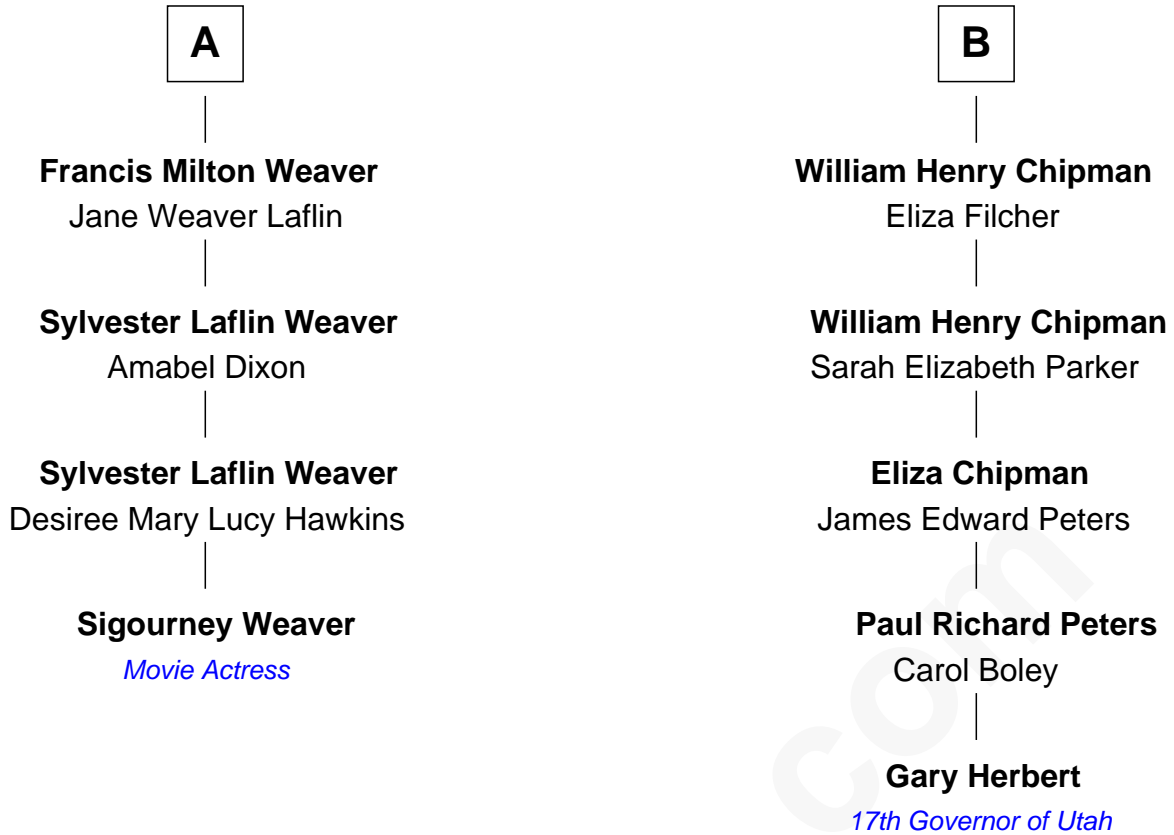 A
Francis Milton Weaver
Jane Weaver Laflin
Sylvester Laflin Weaver
Amabel Dixon
Sylvester Laflin Weaver
Desiree Mary Lucy Hawkins
Sigourney Weaver
Movie Actress
B
William Henry Chipman
Eliza Filcher
William Henry Chipman
Sarah Elizabeth Parker
Eliza Chipman
James Edward Peters
Paul Richard Peters
Carol Boley
Gary Herbert
17th Governor of Utah
com